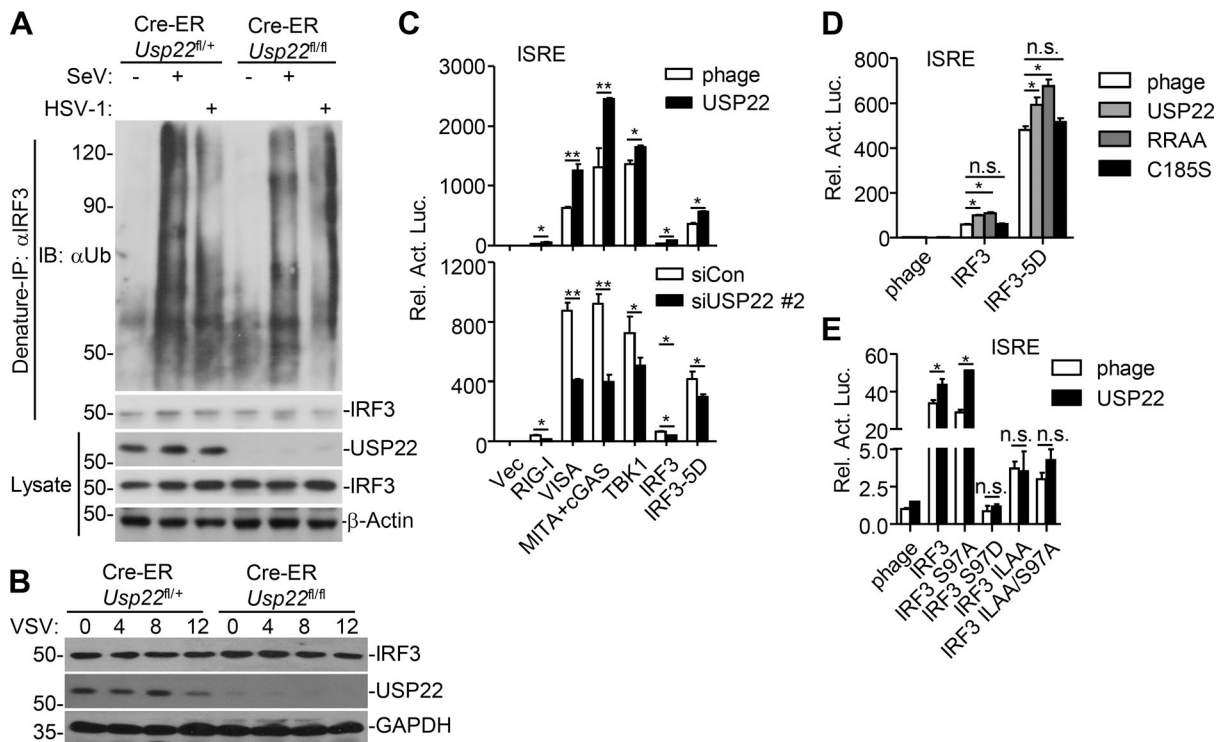 A
Cre-ER Cre-ER
Usp22fl/+ Usp22fl/fl
SeV: - + - +
HSV-1: + +
Denature-IP: αIRF3
IB: αUb
120-
90-
50-
50- -IRF3
Lysate
50- -USP22
50- -IRF3
50- -β-Actin
B
Cre-ER Cre-ER
Usp22fl/+ Usp22fl/fl
VSV: 0 4 8 12 0 4 8 12
50- -IRF3
50- -USP22
35- -GAPDH
C
ISRE
phage
USP22
Rel. Act. Luc.
3000
2250
1500
1000
500
0
* ** ** * * *
siCon
siUSP22 #2
1200
800
400
0
* ** ** * * * *
Vec
RIG-I
VISA
MITA+cGAS
TBK1
IRF3
IRF3-5D
D
ISRE
phage
USP22
RRAA
C185S
Rel. Act. Luc.
800
600
400
200
0
n.s.
*
*
n.s.
*
*
phage
IRF3
IRF3-5D
E
ISRE
phage
USP22
Rel. Act. Luc.
60
40
20
5.0
2.5
0.0
* * n.s. n.s. n.s.
phage
IRF3
IRF3 S97A
IRF3 S97D
IRF3 ILAA
IRF3 ILAA/S97A